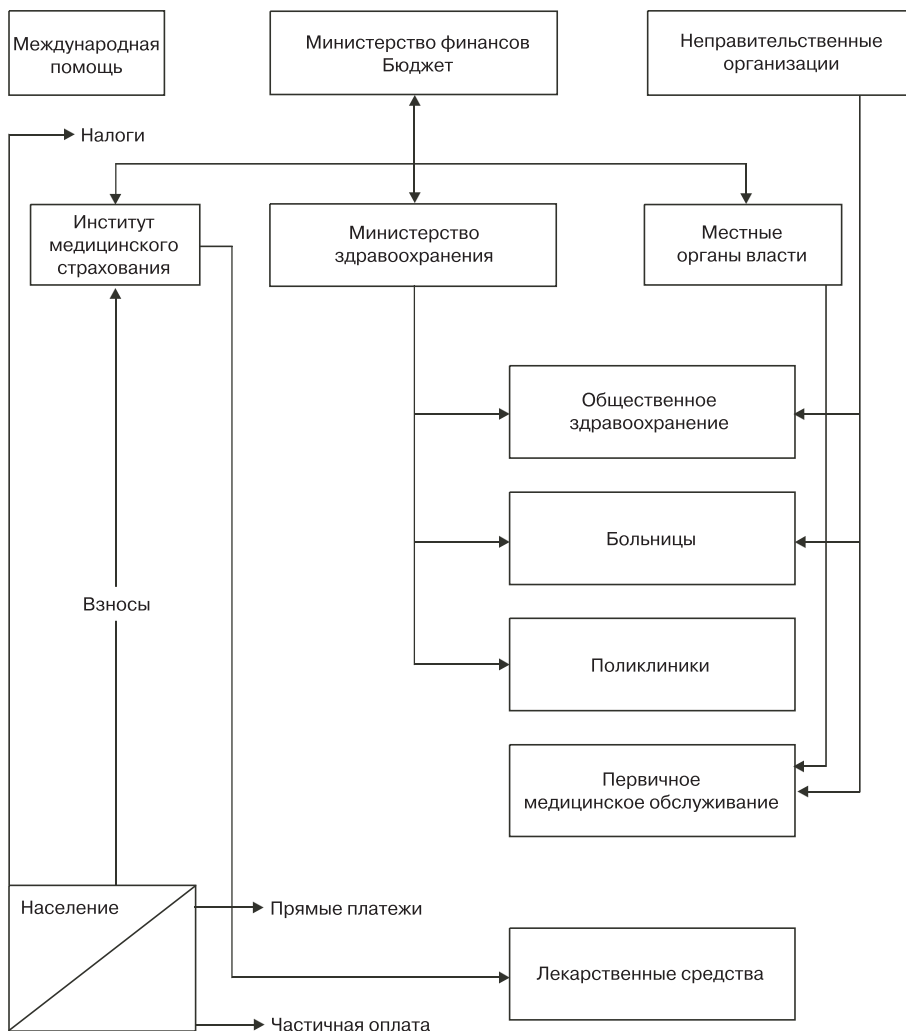 Международная
помощь
Министерство финансов
Бюджет
Неправительственные
организации
Налоги
Институт
медицинского
страхования
Министерство
здравоохранения
Местные
органы власти
Общественное
здравоохранение
Больницы
Взносы
Поликлиники
Первичное
медицинское обслуживание
Население
Прямые платежи
Лекарственные средства
Частичная оплата